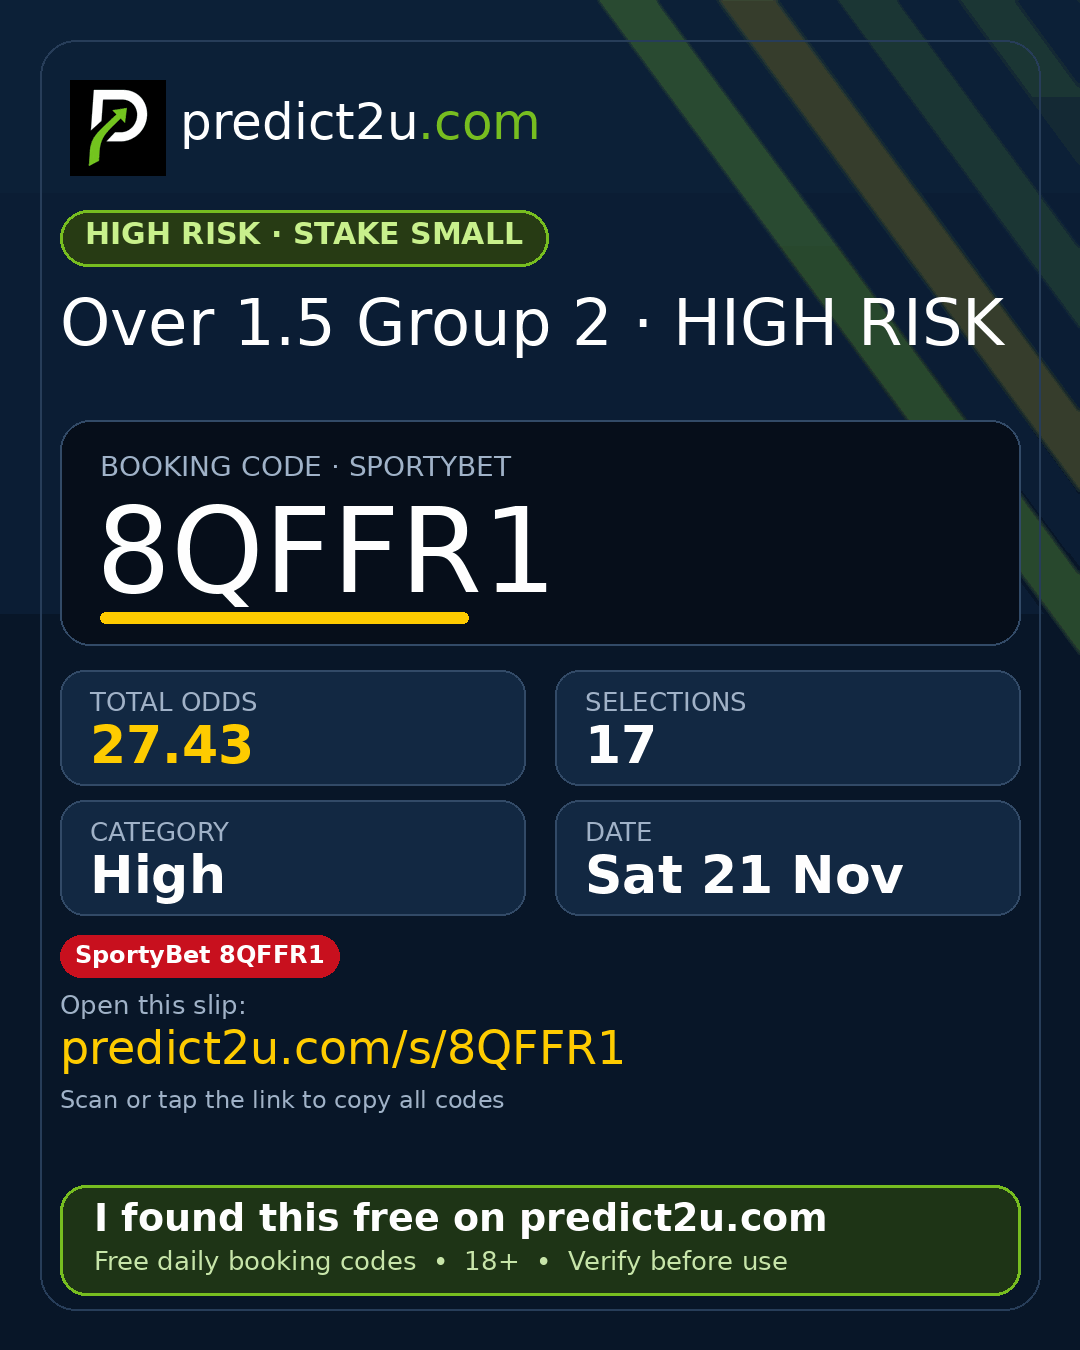 predict2u.com
HIGH RISK · STAKE SMALL
Over 1.5 Group 2 · HIGH RISK
BOOKING CODE · SPORTYBET
8QFFR1
TOTAL ODDS
27.43
SELECTIONS
17
CATEGORY
High
DATE
Sat 21 Nov
SportyBet 8QFFR1
Open this slip:
predict2u.com/s/8QFFR1
Scan or tap the link to copy all codes
I found this free on predict2u.com
Free daily booking codes • 18+ • Verify before use